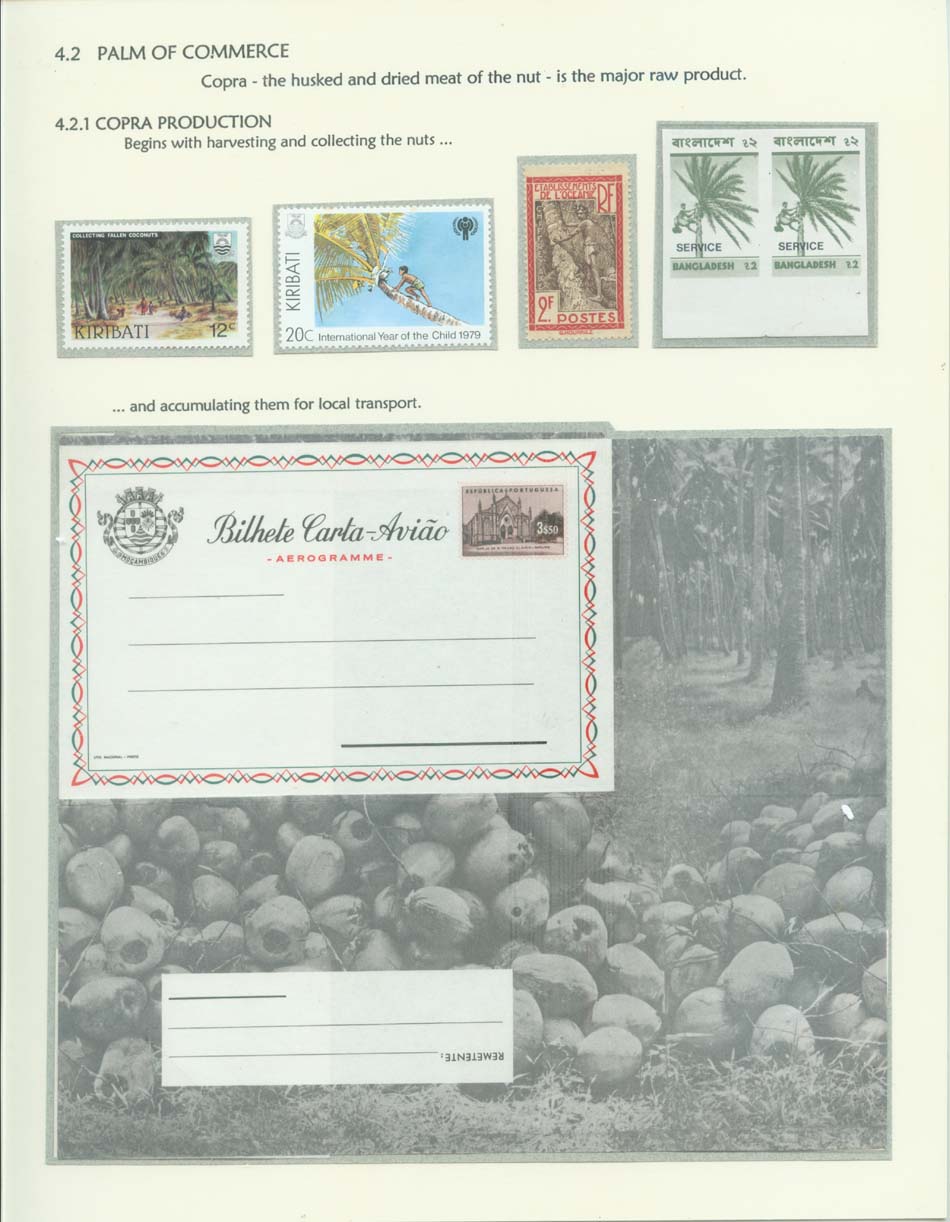 4.2 PALM OF COMMERCE
Copra - the husked and dried meat of the nut - is the major raw product.
4.2.1 COPRA PRODUCTION
Begins with harvesting and collecting the nuts ...
COLLECTING FALLEN COCONUTS
KIRIBATI 12c
KIRIBATI
20C International Year of the Child 1979
ETABLISSEMENTS
DE L'OCEANIE RF
2F. POSTES
বাংলাদেশ ২২
SERVICE
BANGLADESH ২2
বাংলাদেশ ২২
SERVICE
BANGLADESH ২2
... and accumulating them for local transport.
MOÇAMBIQUE
Bilhete Carta-Avião
- AEROGRAMME -
REPÚBLICA PORTUGUESA
3$50
REMETENTE: